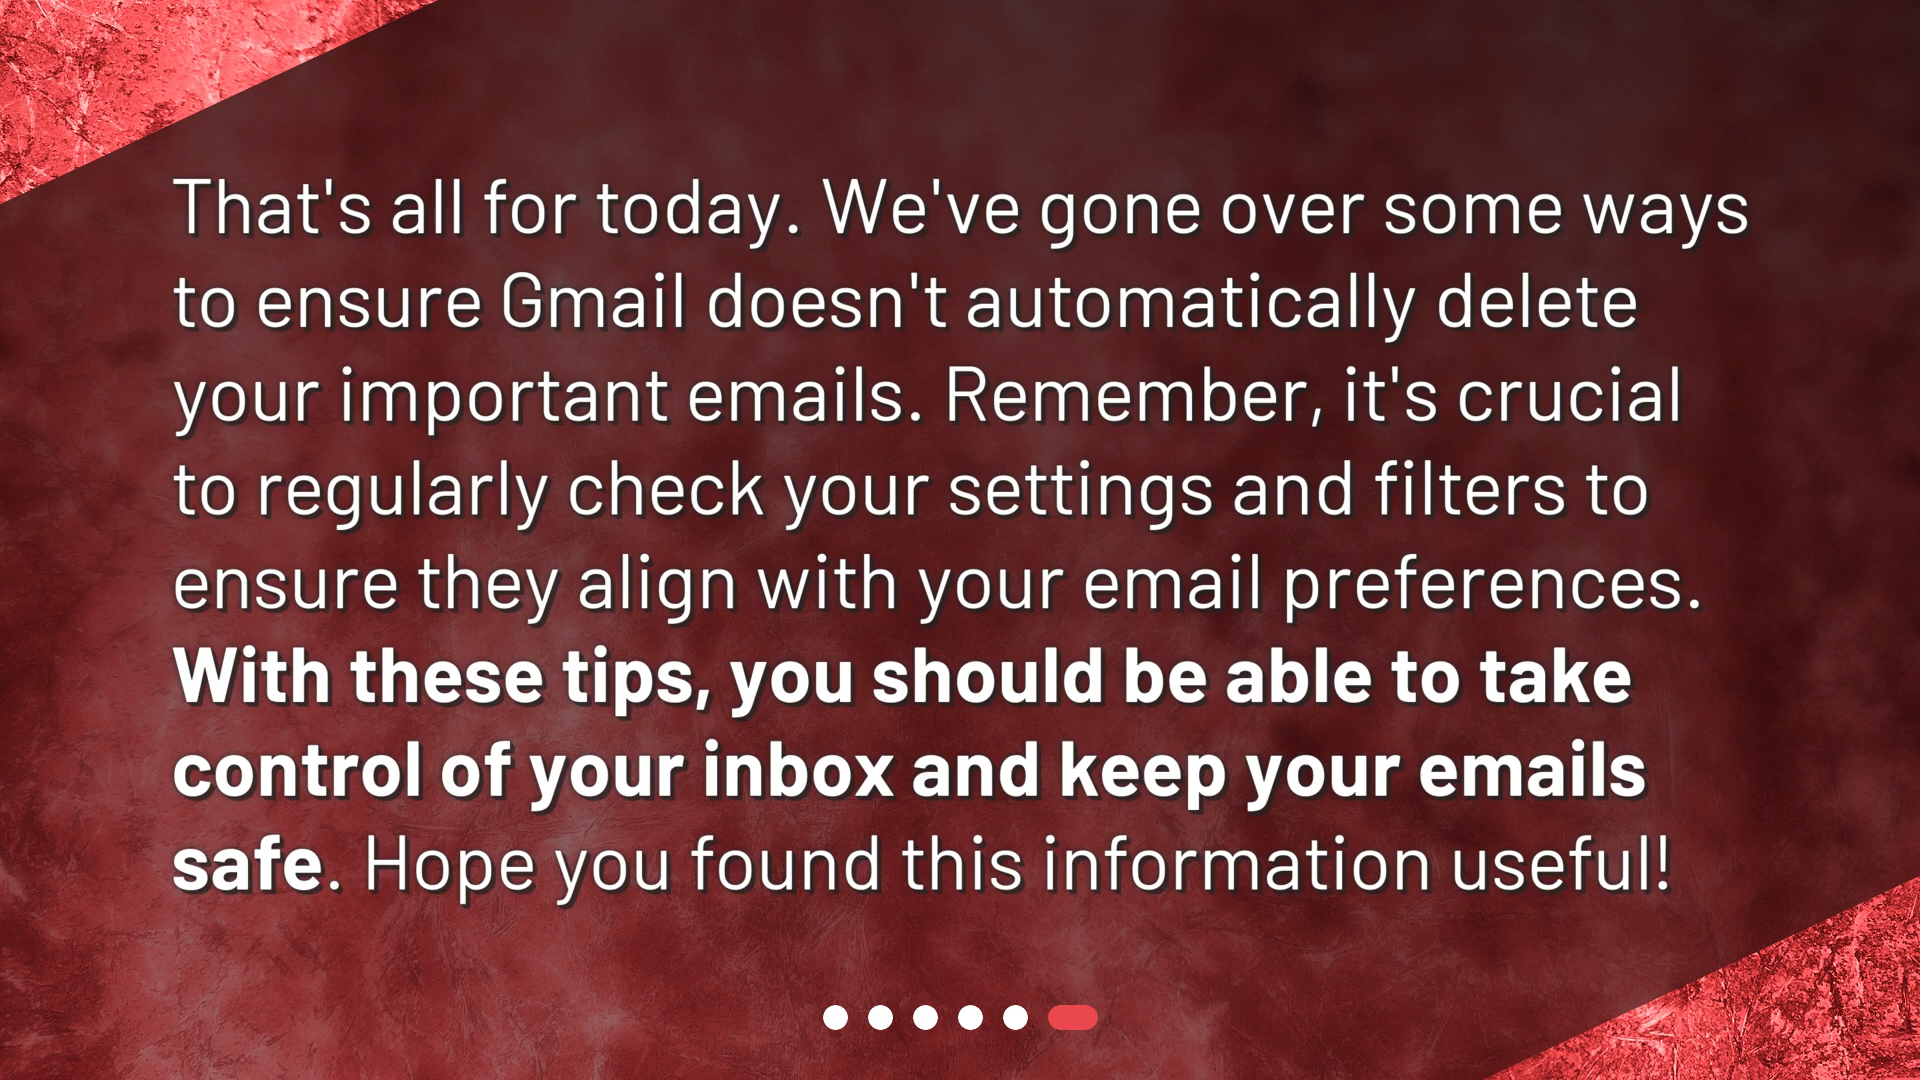 That's all for today. We've gone over some ways
to ensure Gmail doesn't automatically delete
your important emails. Remember, it's crucial
to regularly check your settings and filters to
ensure they align with your email preferences.
With these tips, you should be able to take
control of your inbox and keep your emails
safe. Hope you found this information useful!